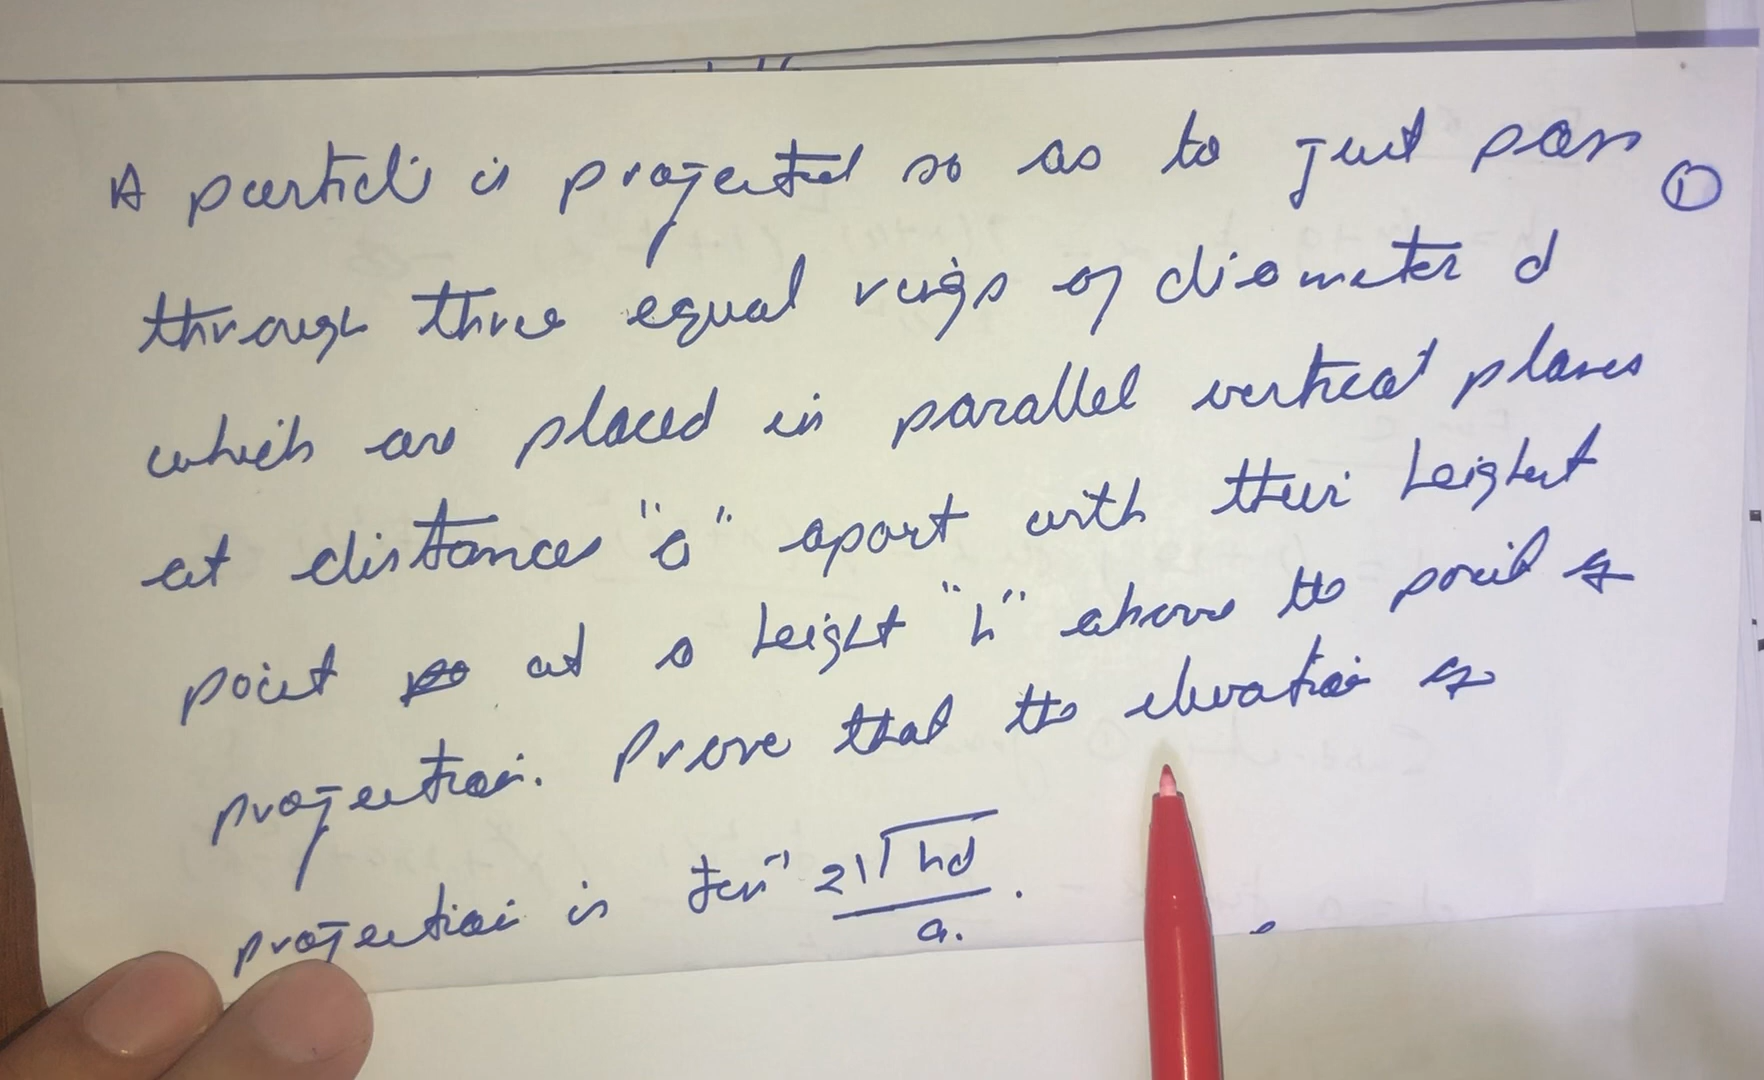 A particle is projected so as to just pass ①
through three equal rings of diameter d
which are placed in parallel vertical planes
at distances "a" apart with their heighest
point at a height "h" above the point of
projection. Prove that the elevation of
projection is tan⁻¹ 2√hd / a.